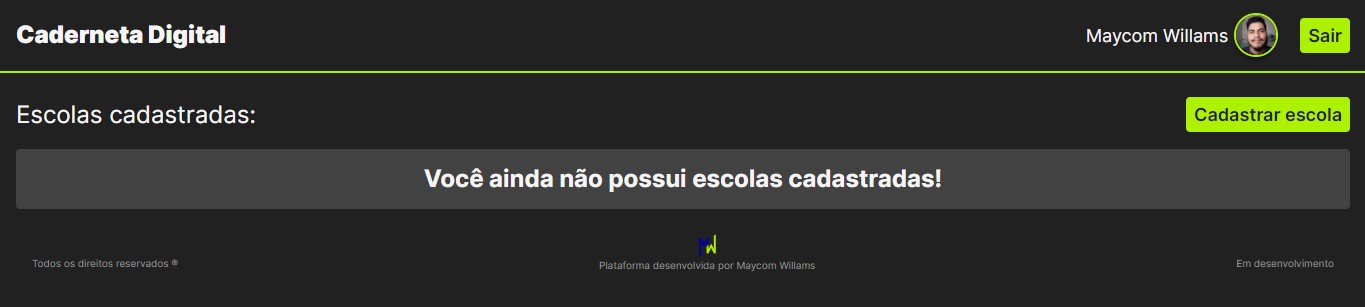 Caderneta Digital
Maycom Willams
Sair
Escolas cadastradas:
Cadastrar escola
Você ainda não possui escolas cadastradas!
Todos os direitos reservados ®
Plataforma desenvolvida por Maycom Willams
Em desenvolvimento